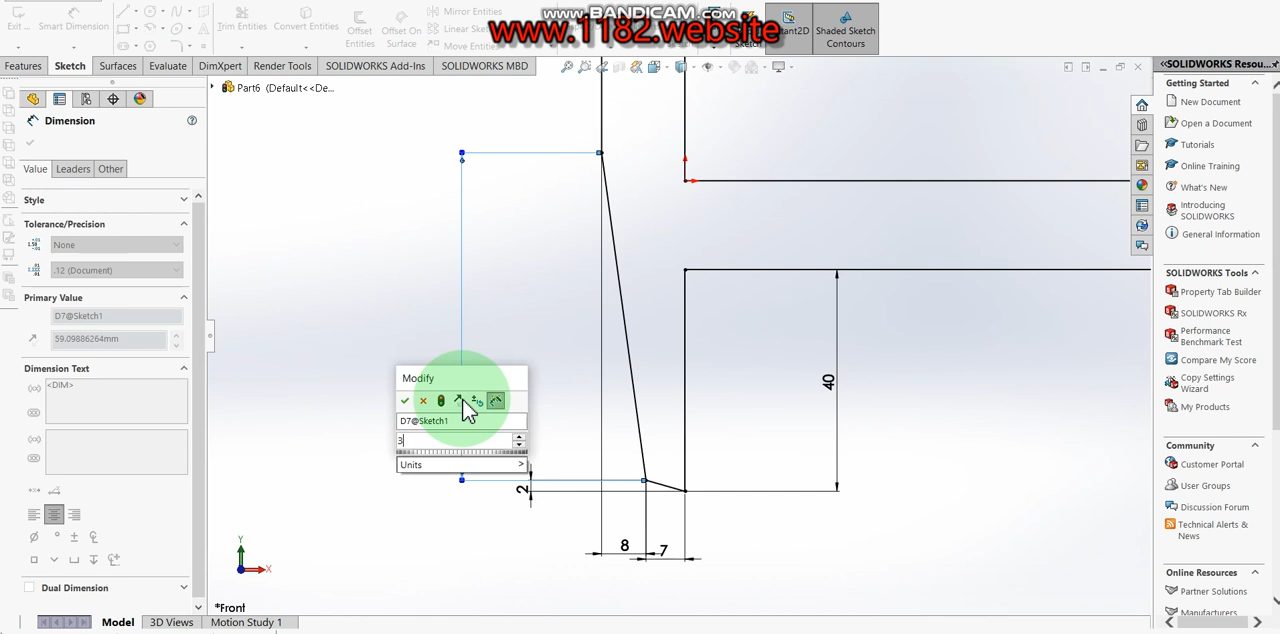 www.BANDICAM.com
www.1182.website
Exit ...
Smart Dimension
Trim Entities
Convert Entities
Offset Entities
Offset On Surface
Mirror Entities
Linear Sketch
Move Entities
Sketch
Instant2D
Shaded Sketch Contours
Features
Sketch
Surfaces
Evaluate
DimXpert
Render Tools
SOLIDWORKS Add-Ins
SOLIDWORKS MBD
Part6 (Default<<De...
Dimension
Value
Leaders
Other
Style
Tolerance/Precision
None
.12 (Document)
Primary Value
D7@Sketch1
59.09886264mm
Dimension Text
<DIM>
Dual Dimension
Modify
D7@Sketch1
3
Units
40
2
8
7
Y
X
*Front
Model
3D Views
Motion Study 1
SOLIDWORKS Resou...
Getting Started
New Document
Open a Document
Tutorials
Online Training
What's New
Introducing SOLIDWORKS
General Information
SOLIDWORKS Tools
Property Tab Builder
SOLIDWORKS Rx
Performance Benchmark Test
Compare My Score
Copy Settings Wizard
My Products
Community
Customer Portal
User Groups
Discussion Forum
Technical Alerts & News
Online Resources
Partner Solutions
Manufacturers